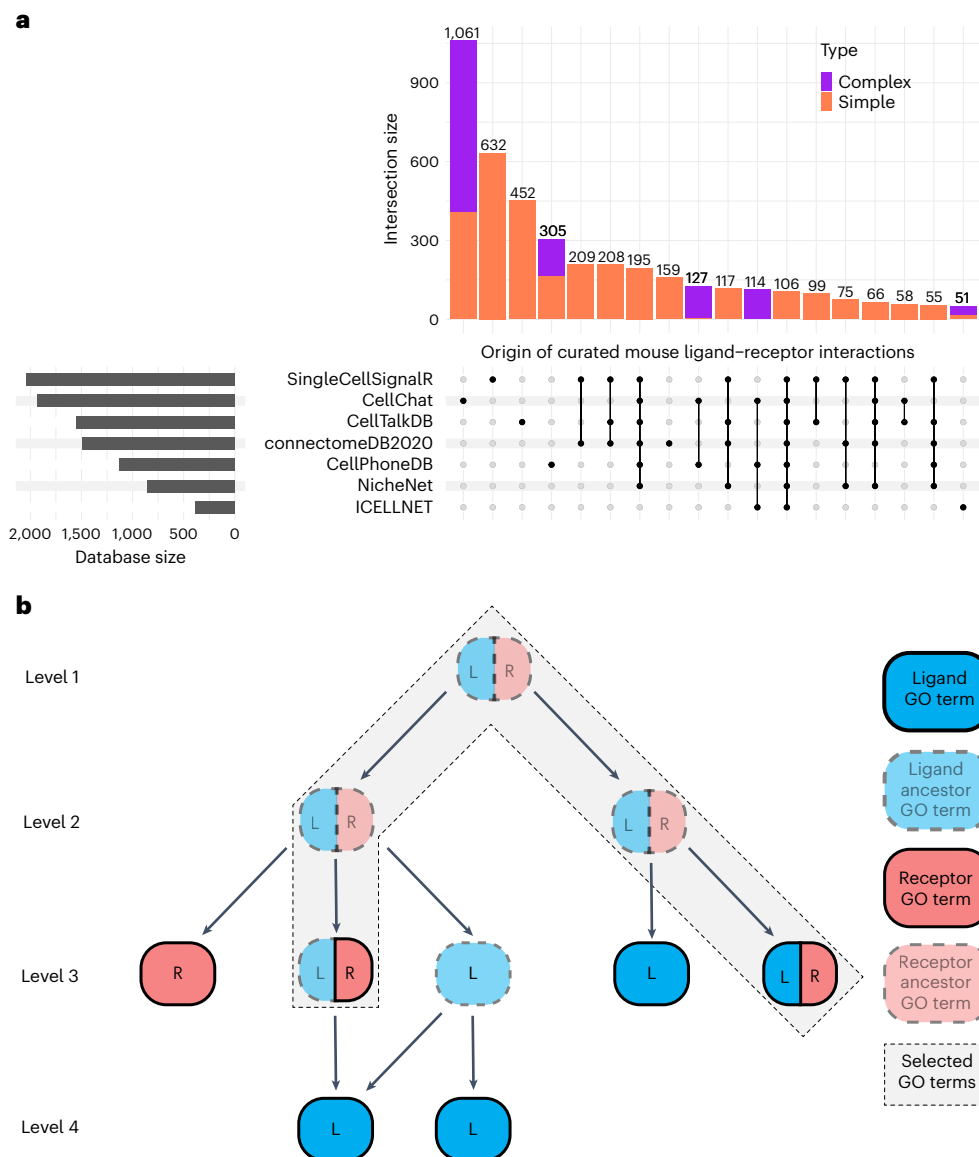 a
1,061
Type
Complex
Simple
900
632
600
452
305
300
209 208 195 159 127 117 114 106 99 75 66 58 55 51
0
Intersection size
Origin of curated mouse ligand–receptor interactions
SingleCellSignalR
CellChat
CellTalkDB
connectomeDB2020
CellPhoneDB
NicheNet
ICELLNET
2,000 1,500 1,000 500 0
Database size
b
Level 1
L R
Ligand
GO term
Ligand
ancestor
GO term
Level 2
L R
L R
Receptor
GO term
Level 3
R
L R
L
L
L R
Receptor
ancestor
GO term
Selected
GO terms
Level 4
L
L